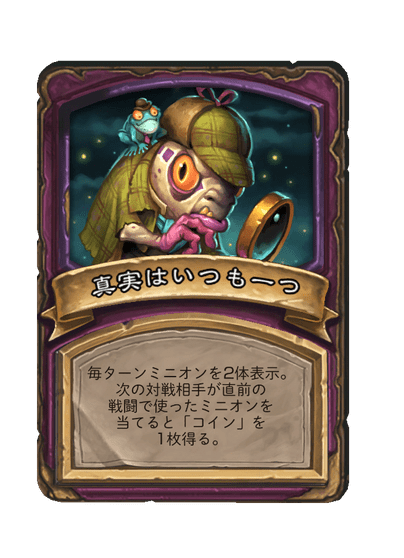 真実はいつも一つ
毎ターンミニオンを2体表示。
次の対戦相手が直前の
戦闘で使ったミニオンを
当てると「コイン」を
1枚得る。